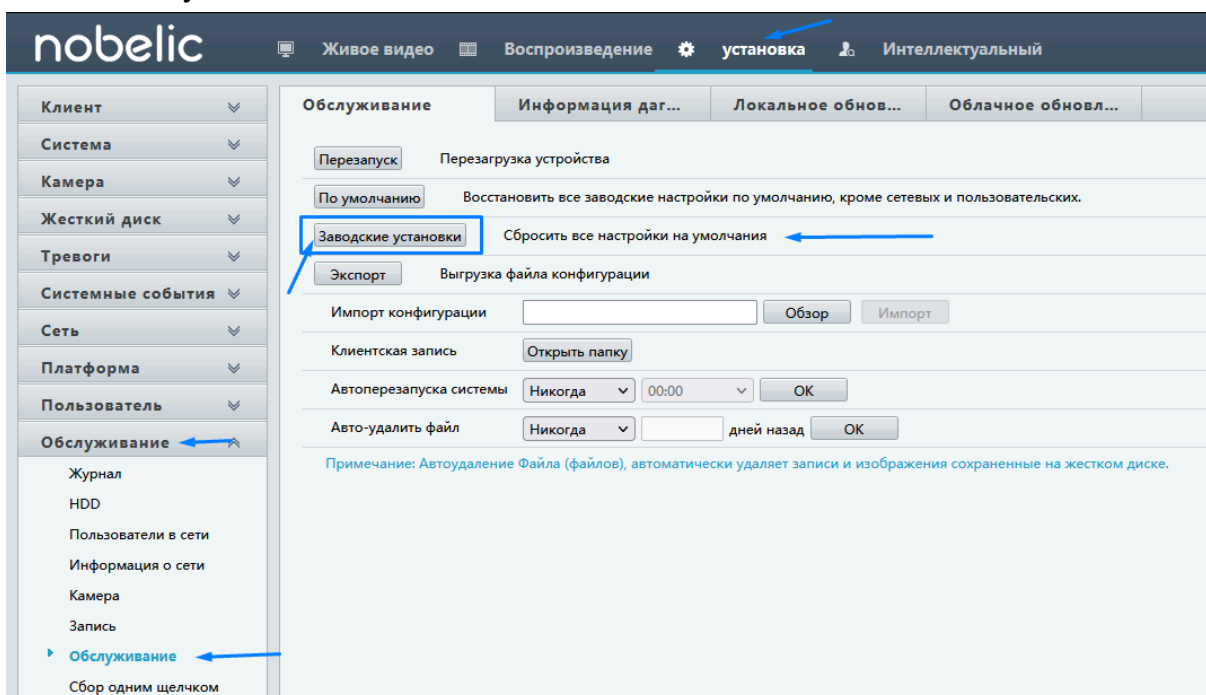 nobelic
Живое видео Воспроизведение установка Интеллектуальный
Клиент
Система
Камера
Жесткий диск
Тревоги
Системные события
Сеть
Платформа
Пользователь
Обслуживание
Журнал
HDD
Пользователи в сети
Информация о сети
Камера
Запись
Обслуживание
Сбор одним щелчком
Обслуживание Информация даг... Локальное обнов... Облачное обновл...
Перезапуск Перезагрузка устройства
По умолчанию Восстановить все заводские настройки по умолчанию, кроме сетевых и пользовательских.
Заводские установки Сбросить все настройки на умолчания
Экспорт Выгрузка файла конфигурации
Импорт конфигурации Обзор Импорт
Клиентская запись Открыть папку
Автоперезапуска системы Никогда 00:00 OK
Авто-удалить файл Никогда дней назад OK
Примечание: Автоудаление Файла (файлов), автоматически удаляет записи и изображения сохраненные на жестком диске.